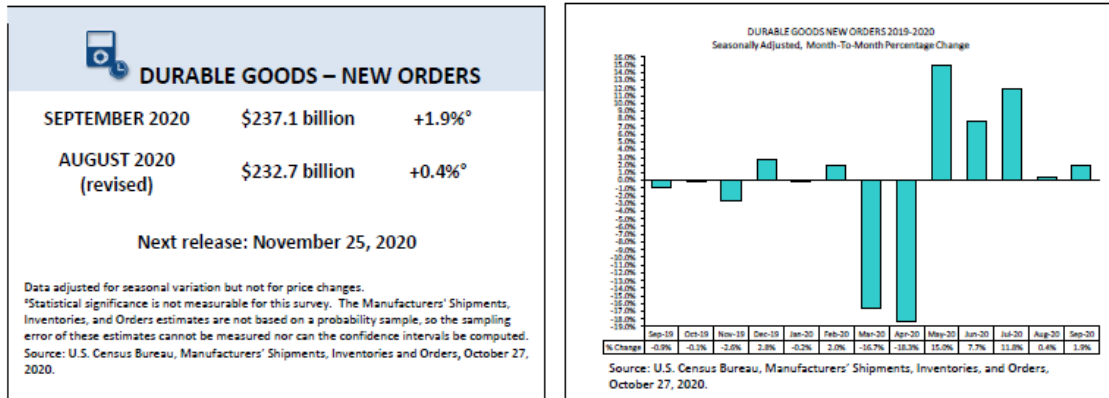 DURABLE GOODS – NEW ORDERS
SEPTEMBER 2020 $237.1 billion +1.9%°
AUGUST 2020
(revised) $232.7 billion +0.4%°
Next release: November 25, 2020
Data adjusted for seasonal variation but not for price changes.
°Statistical significance is not measurable for this survey. The Manufacturers' Shipments,
Inventories, and Orders estimates are not based on a probability sample, so the sampling
error of these estimates cannot be measured nor can the confidence intervals be computed.
Source: U.S. Census Bureau, Manufacturers' Shipments, Inventories and Orders, October 27,
2020.
DURABLE GOODS NEW ORDERS 2019-2020
Seasonally Adjusted, Month-To-Month Percentage Change
16.0%
15.0%
14.0%
13.0%
12.0%
11.0%
10.0%
9.0%
8.0%
7.0%
6.0%
5.0%
4.0%
3.0%
2.0%
1.0%
0.0%
-1.0%
-2.0%
-3.0%
-4.0%
-5.0%
-6.0%
-7.0%
-8.0%
-9.0%
-10.0%
-11.0%
-12.0%
-13.0%
-14.0%
-15.0%
-16.0%
-17.0%
-18.0%
-19.0%
Sep-19 Oct-19 Nov-19 Dec-19 Jan-20 Feb-20 Mar-20 Apr-20 May-20 Jun-20 Jul-20 Aug-20 Sep-20
% Change -0.9% -2.6% 2.8% -0.2% 2.0% -16.7% -18.3% 15.0% 7.7% 11.8% 0.4% 1.9%
Source: U.S. Census Bureau, Manufacturers' Shipments, Inventories, and Orders,
October 27, 2020.